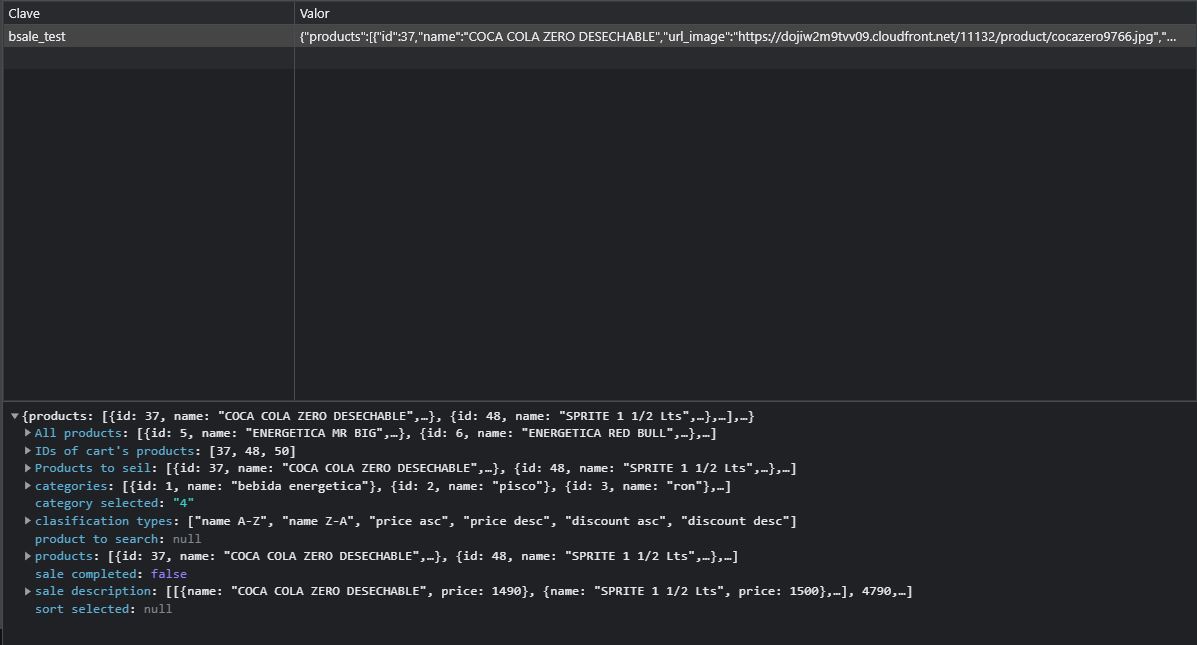 Clave Valor
bsale_test {"products":[{"id":37,"name":"COCA COLA ZERO DESECHABLE","url_image":"https://dojiw2m9tvv09.cloudfront.net/11132/product/cocazero9766.jpg","...
{products: [{id: 37, name: "COCA COLA ZERO DESECHABLE",…}, {id: 48, name: "SPRITE 1 1/2 Lts",…},…],…}
All products: [{id: 5, name: "ENERGETICA MR BIG",…}, {id: 6, name: "ENERGETICA RED BULL",…},…]
IDs of cart's products: [37, 48, 50]
Products to seil: [{id: 37, name: "COCA COLA ZERO DESECHABLE",…}, {id: 48, name: "SPRITE 1 1/2 Lts",…},…]
categories: [{id: 1, name: "bebida energetica"}, {id: 2, name: "pisco"}, {id: 3, name: "ron"},…]
category selected: "4"
clasification types: ["name A-Z", "name Z-A", "price asc", "price desc", "discount asc", "discount desc"]
product to search: null
products: [{id: 37, name: "COCA COLA ZERO DESECHABLE",…}, {id: 48, name: "SPRITE 1 1/2 Lts",…},…]
sale completed: false
sale description: [[{name: "COCA COLA ZERO DESECHABLE", price: 1490}, {name: "SPRITE 1 1/2 Lts", price: 1500},…], 4790,…]
sort selected: null